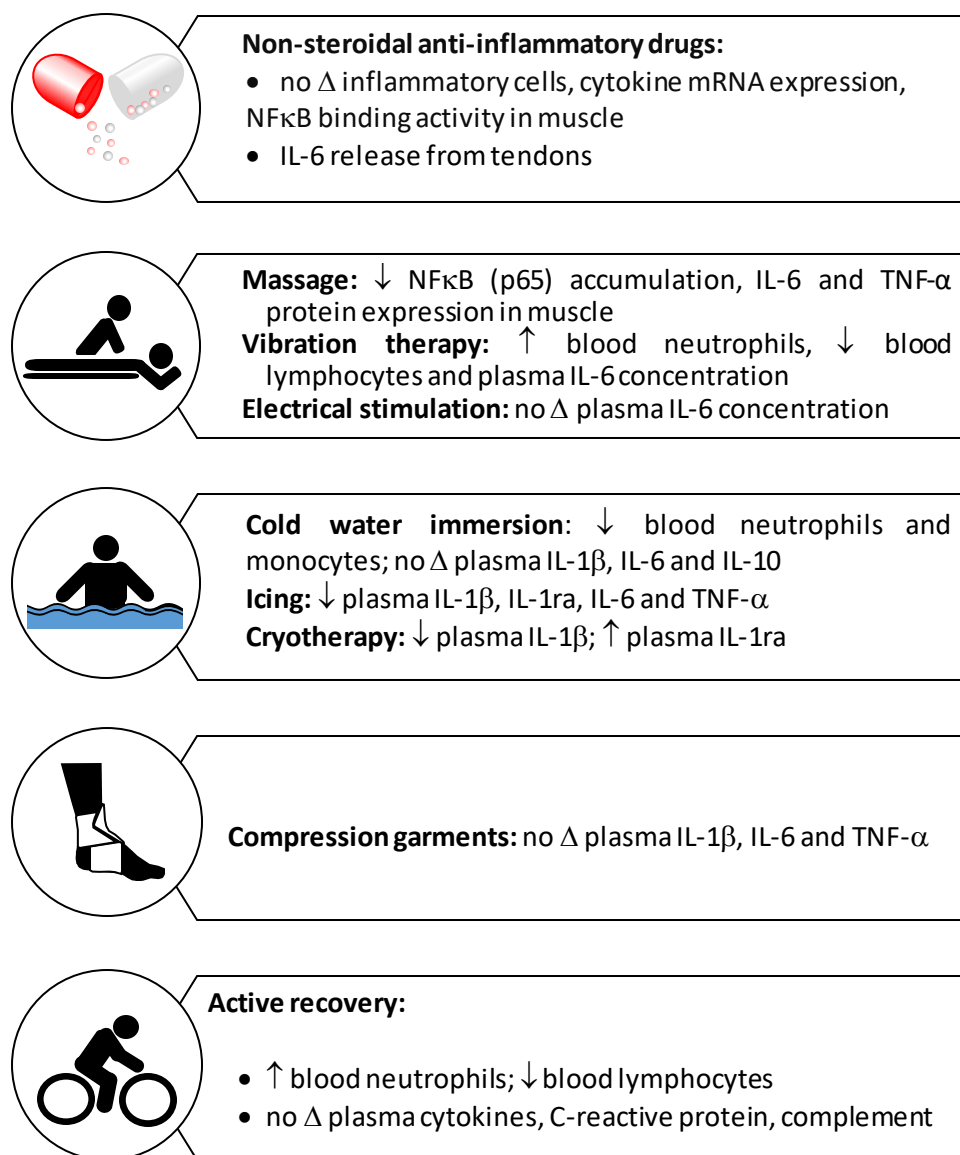 Non-steroidal anti-inflammatory drugs:
• no Δ inflammatory cells, cytokine mRNA expression,
NFκB binding activity in muscle
• IL-6 release from tendons
Massage: ↓ NFκB (p65) accumulation, IL-6 and TNF-α
protein expression in muscle
Vibration therapy: ↑ blood neutrophils, ↓ blood
lymphocytes and plasma IL-6 concentration
Electrical stimulation: no Δ plasma IL-6 concentration
Cold water immersion: ↓ blood neutrophils and
monocytes; no Δ plasma IL-1β, IL-6 and IL-10
Icing: ↓ plasma IL-1β, IL-1ra, IL-6 and TNF-α
Cryotherapy: ↓ plasma IL-1β; ↑ plasma IL-1ra
Compression garments: no Δ plasma IL-1β, IL-6 and TNF-α
Active recovery:
• ↑ blood neutrophils; ↓ blood lymphocytes
• no Δ plasma cytokines, C-reactive protein, complement